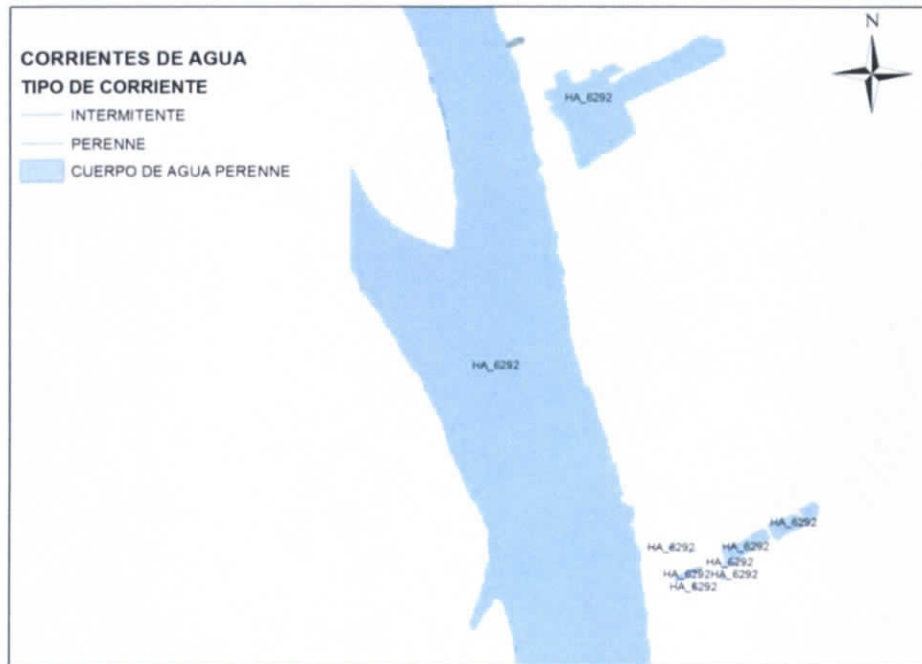 N
CORRIENTES DE AGUA
TIPO DE CORRIENTE
INTERMITENTE
PERENNE
CUERPO DE AGUA PERENNE
HA_6292
HA_6292
HA_6292
HA_6292
HA_6292
HA_6292
HA_6292
HA_6292
HA_6292